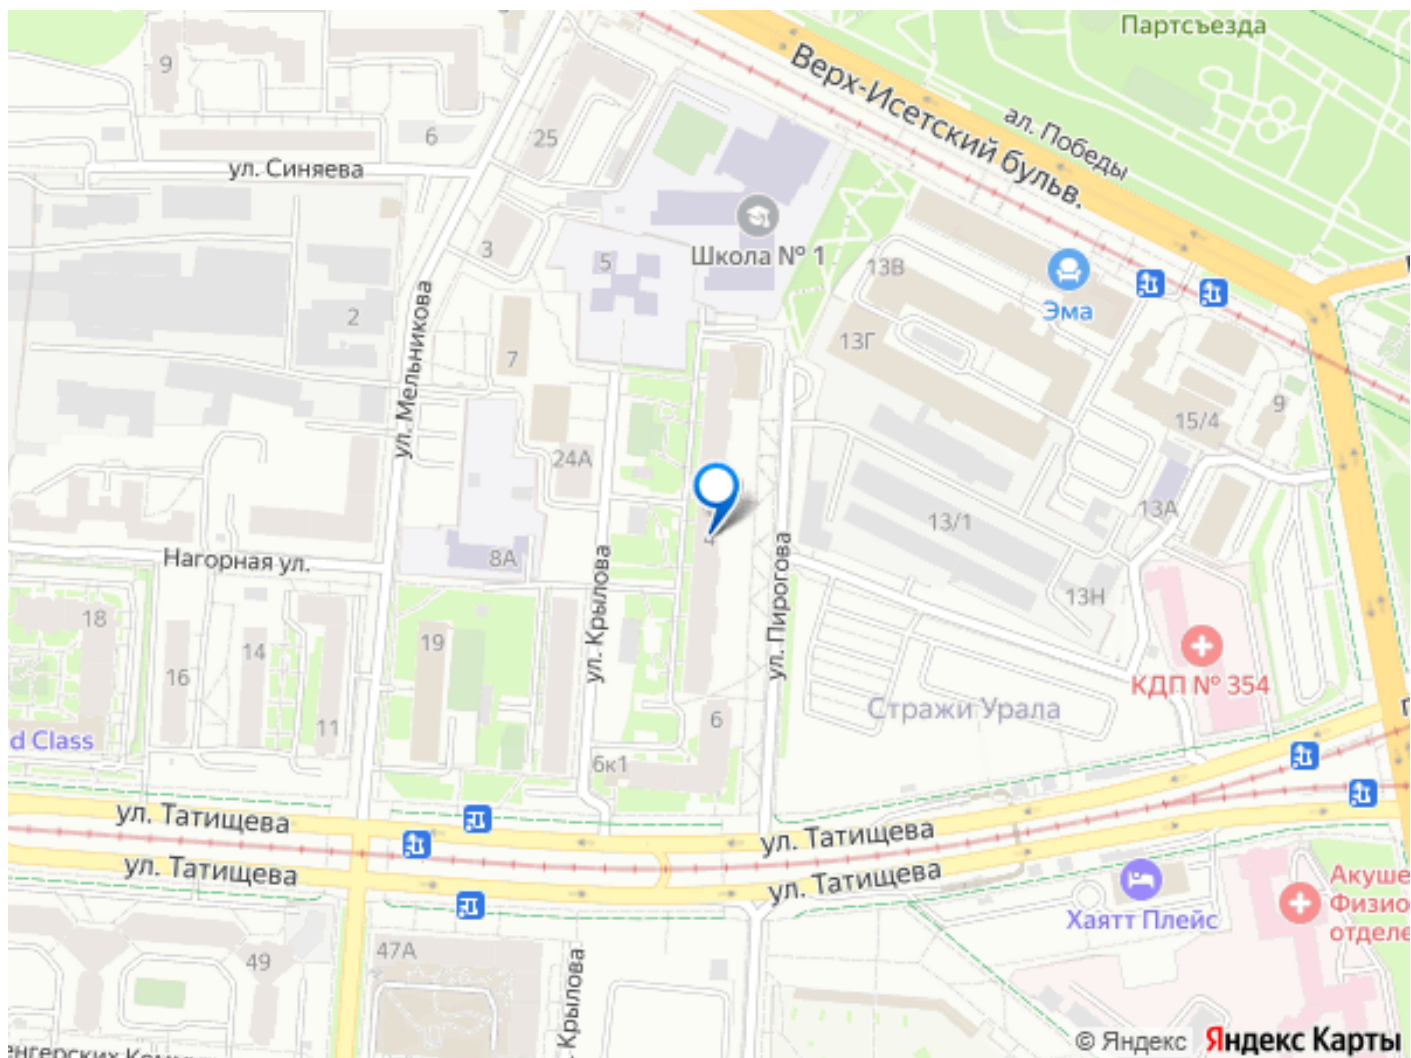 Партсъезда
Верх-Исетский бульв.
ал. Победы
9
6
25
ул. Синяева
Школа № 1
3
5
13В
Эма
2
13Г
7
ул. Мельникова
9
15/4
24А
13А
4
13/1
Нагорная ул.
8А
ул. Крылова
ул. Пирогова
13Н
18
19
14
16
КДП № 354
11
6
Стражи Урала
d Class
6к1
ул. Татищева
ул. Татищева
ул. Татищева
ул. Татищева
Хаятт Плейс
Акуше
Физио
отделе
47А
49
Крылова
© Яндекс Яндекс Карты